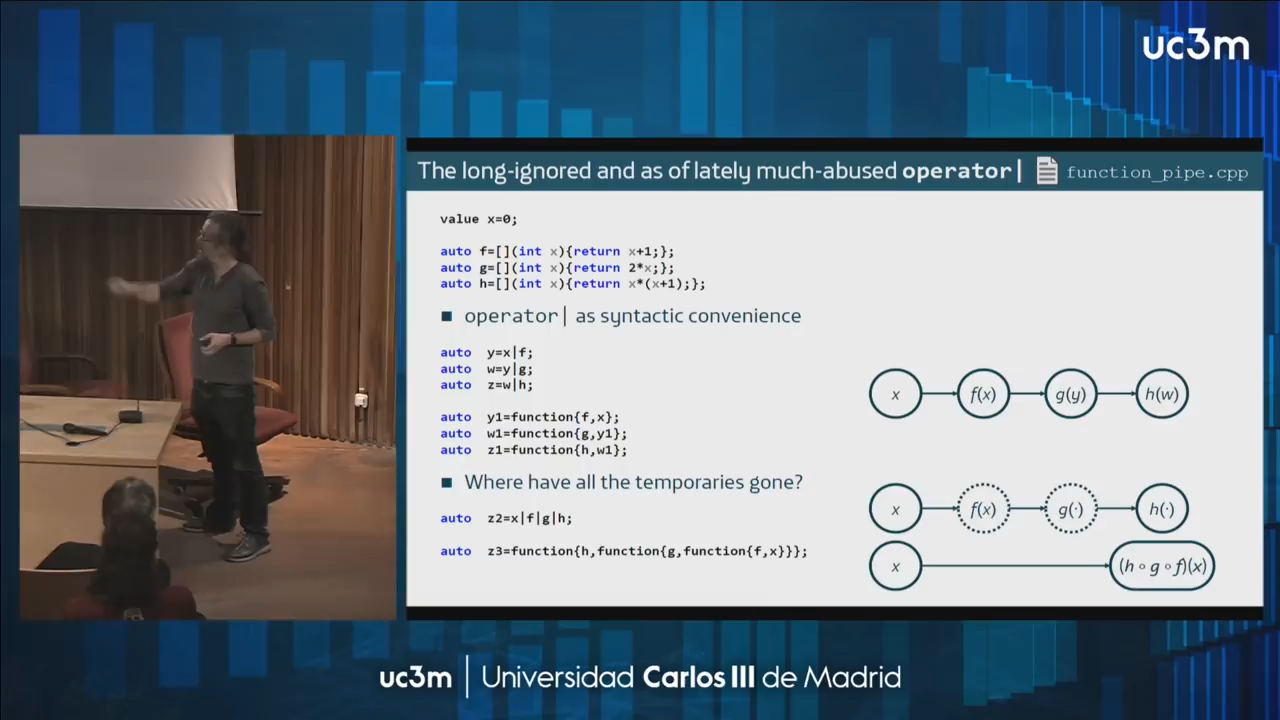 uc3m
The long-ignored and as of lately much-abused operator| function_pipe.cpp
value x=0;
auto f=[](int x){return x+1;};
auto g=[](int x){return 2*x;};
auto h=[](int x){return x*(x+1);};
■ operator| as syntactic convenience
auto y=x|f;
auto w=y|g;
auto z=w|h;
x f(x) g(y) h(w)
auto y1=function{f,x};
auto w1=function{g,y1};
auto z1=function{h,w1};
■ Where have all the temporaries gone?
auto z2=x|f|g|h;
x f(x) g(·) h(·)
auto z3=function{h,function{g,function{f,x}}};
x (h∘g∘f)(x)
uc3m | Universidad Carlos III de Madrid